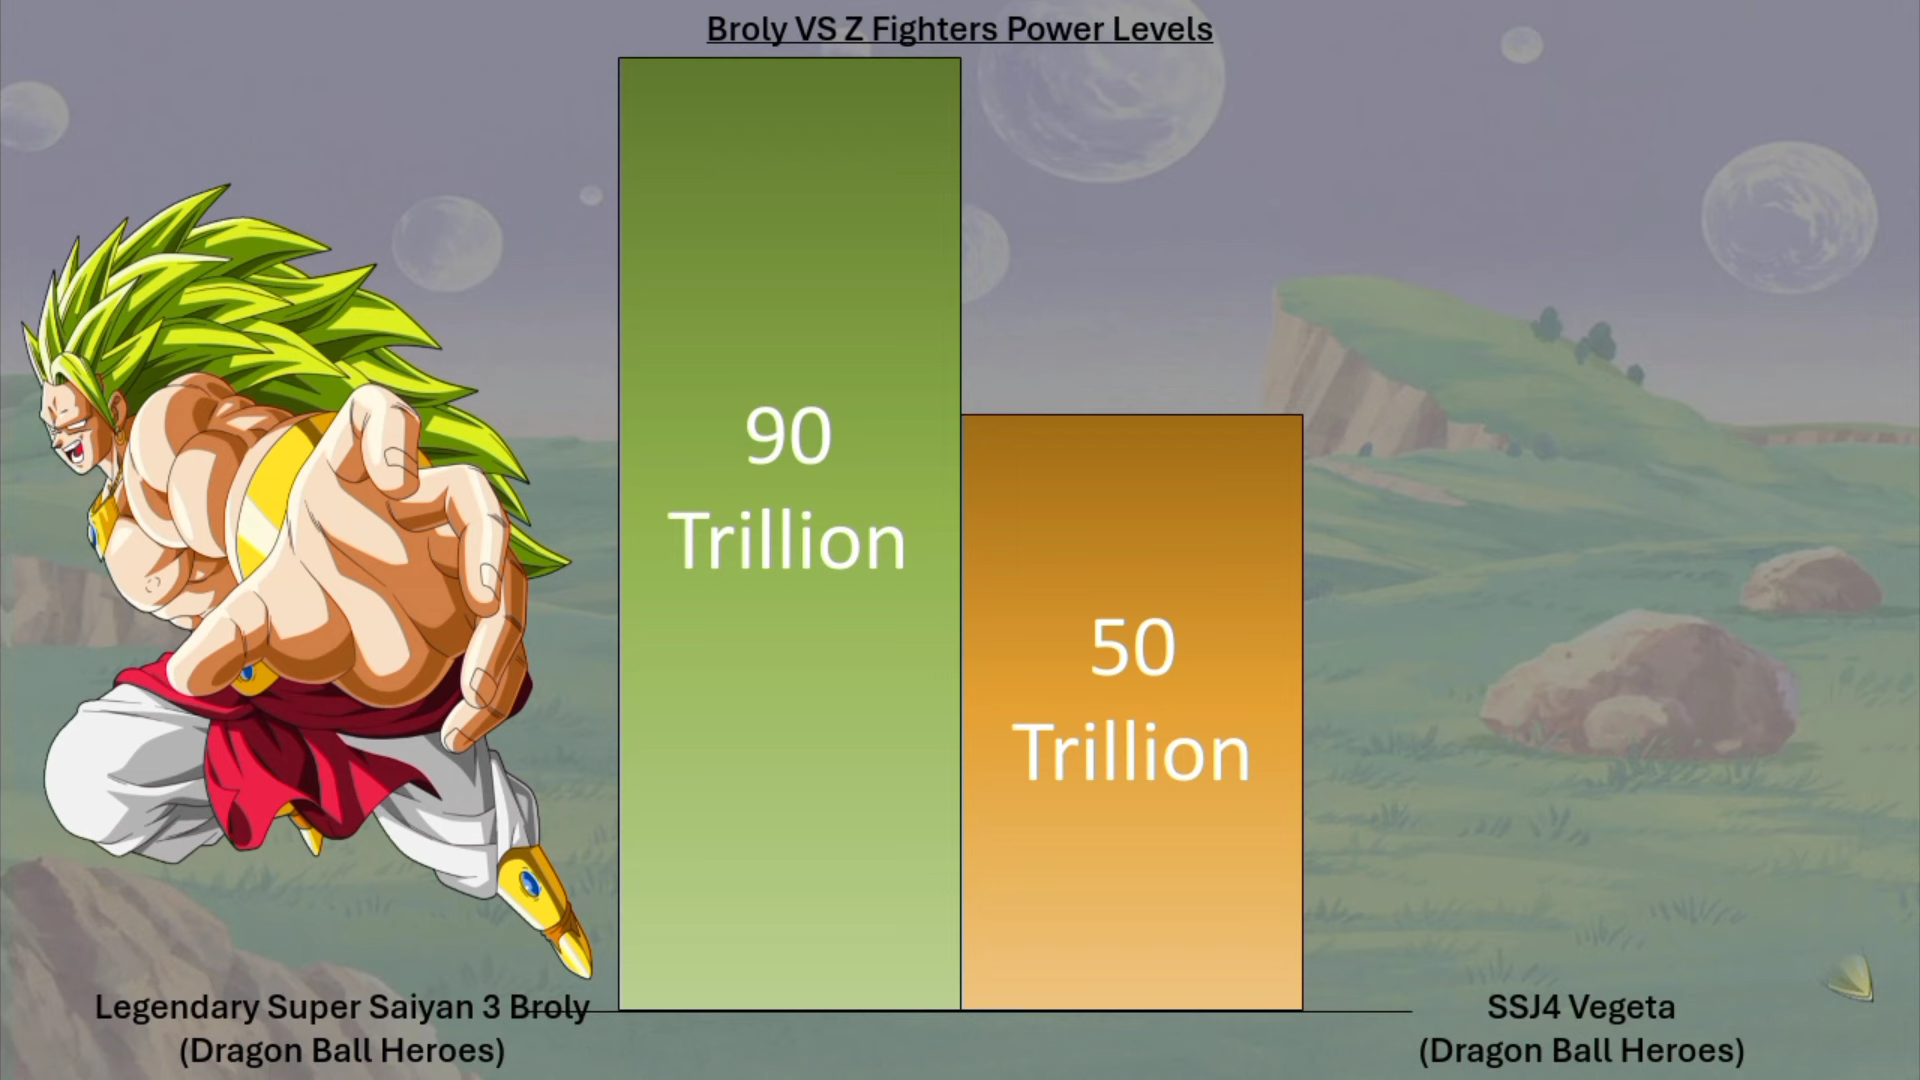 Broly VS Z Fighters Power Levels
90
Trillion
50
Trillion
Legendary Super Saiyan 3 Broly
(Dragon Ball Heroes)
SSJ4 Vegeta
(Dragon Ball Heroes)